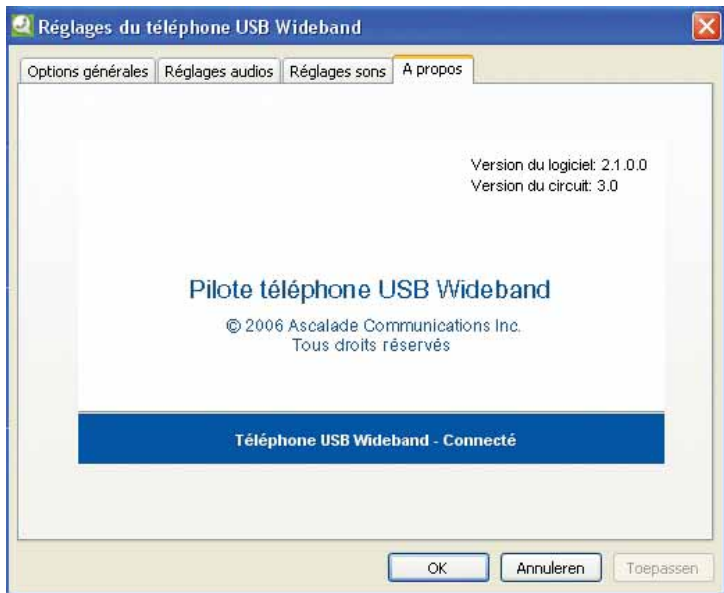 Réglages du téléphone USB Wideband
Options générales Réglages audios Réglages sons A propos
Version du logiciel: 2.1.0.0
Version du circuit: 3.0
Pilote téléphone USB Wideband
© 2006 Ascalade Communications Inc.
Tous droits réservés
Téléphone USB Wideband - Connecté
OK Annuleren Toepassen